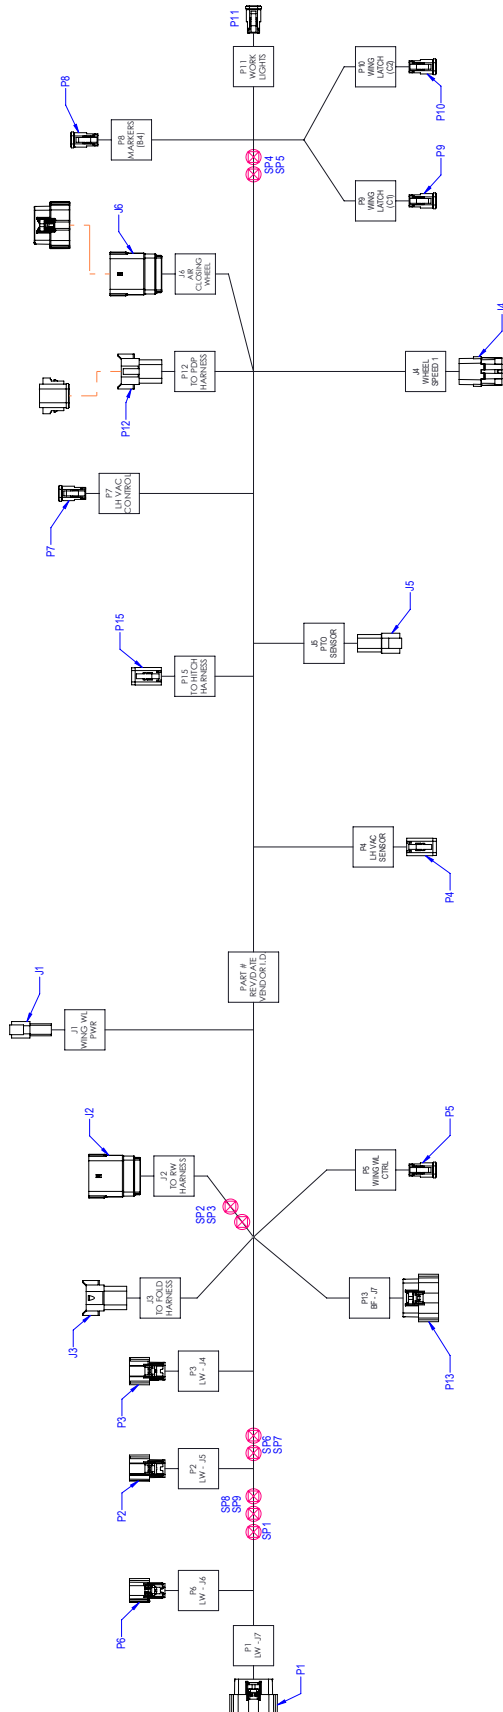 P11
P11
WORK
LIGHTS
P8
P8
MARKERS
(B4)
P10
WING
LATCH
(C2)
P10
SP4
SP5
P9
WING
LATCH
(C1)
P9
J6
J6
AIR
CLOSING
WHEEL
P12
P12
TO PDP
HARNESS
J4
WHEEL
SPEED 1
J4
P7
P7
LH VAC
CONTROL
P15
P15
TO HITCH
HARNESS
J5
PTO
SENSOR
J5
P4
LH VAC
SENSOR
P4
PART #
REV/DATE
VENDOR I.D
J1
J1
WING WL
PWR
J2
J2
TO RW
HARNESS
SP2
SP3
P5
WING WL
CTRL
P5
J3
J3
TO FOLD
HARNESS
P13
BF - J7
P13
P3
P3
LW - J4
SP6
SP7
P2
P2
LW - J5
SP8
SP9
SP1
P6
P6
LW - J6
P1
LW -J7
P1